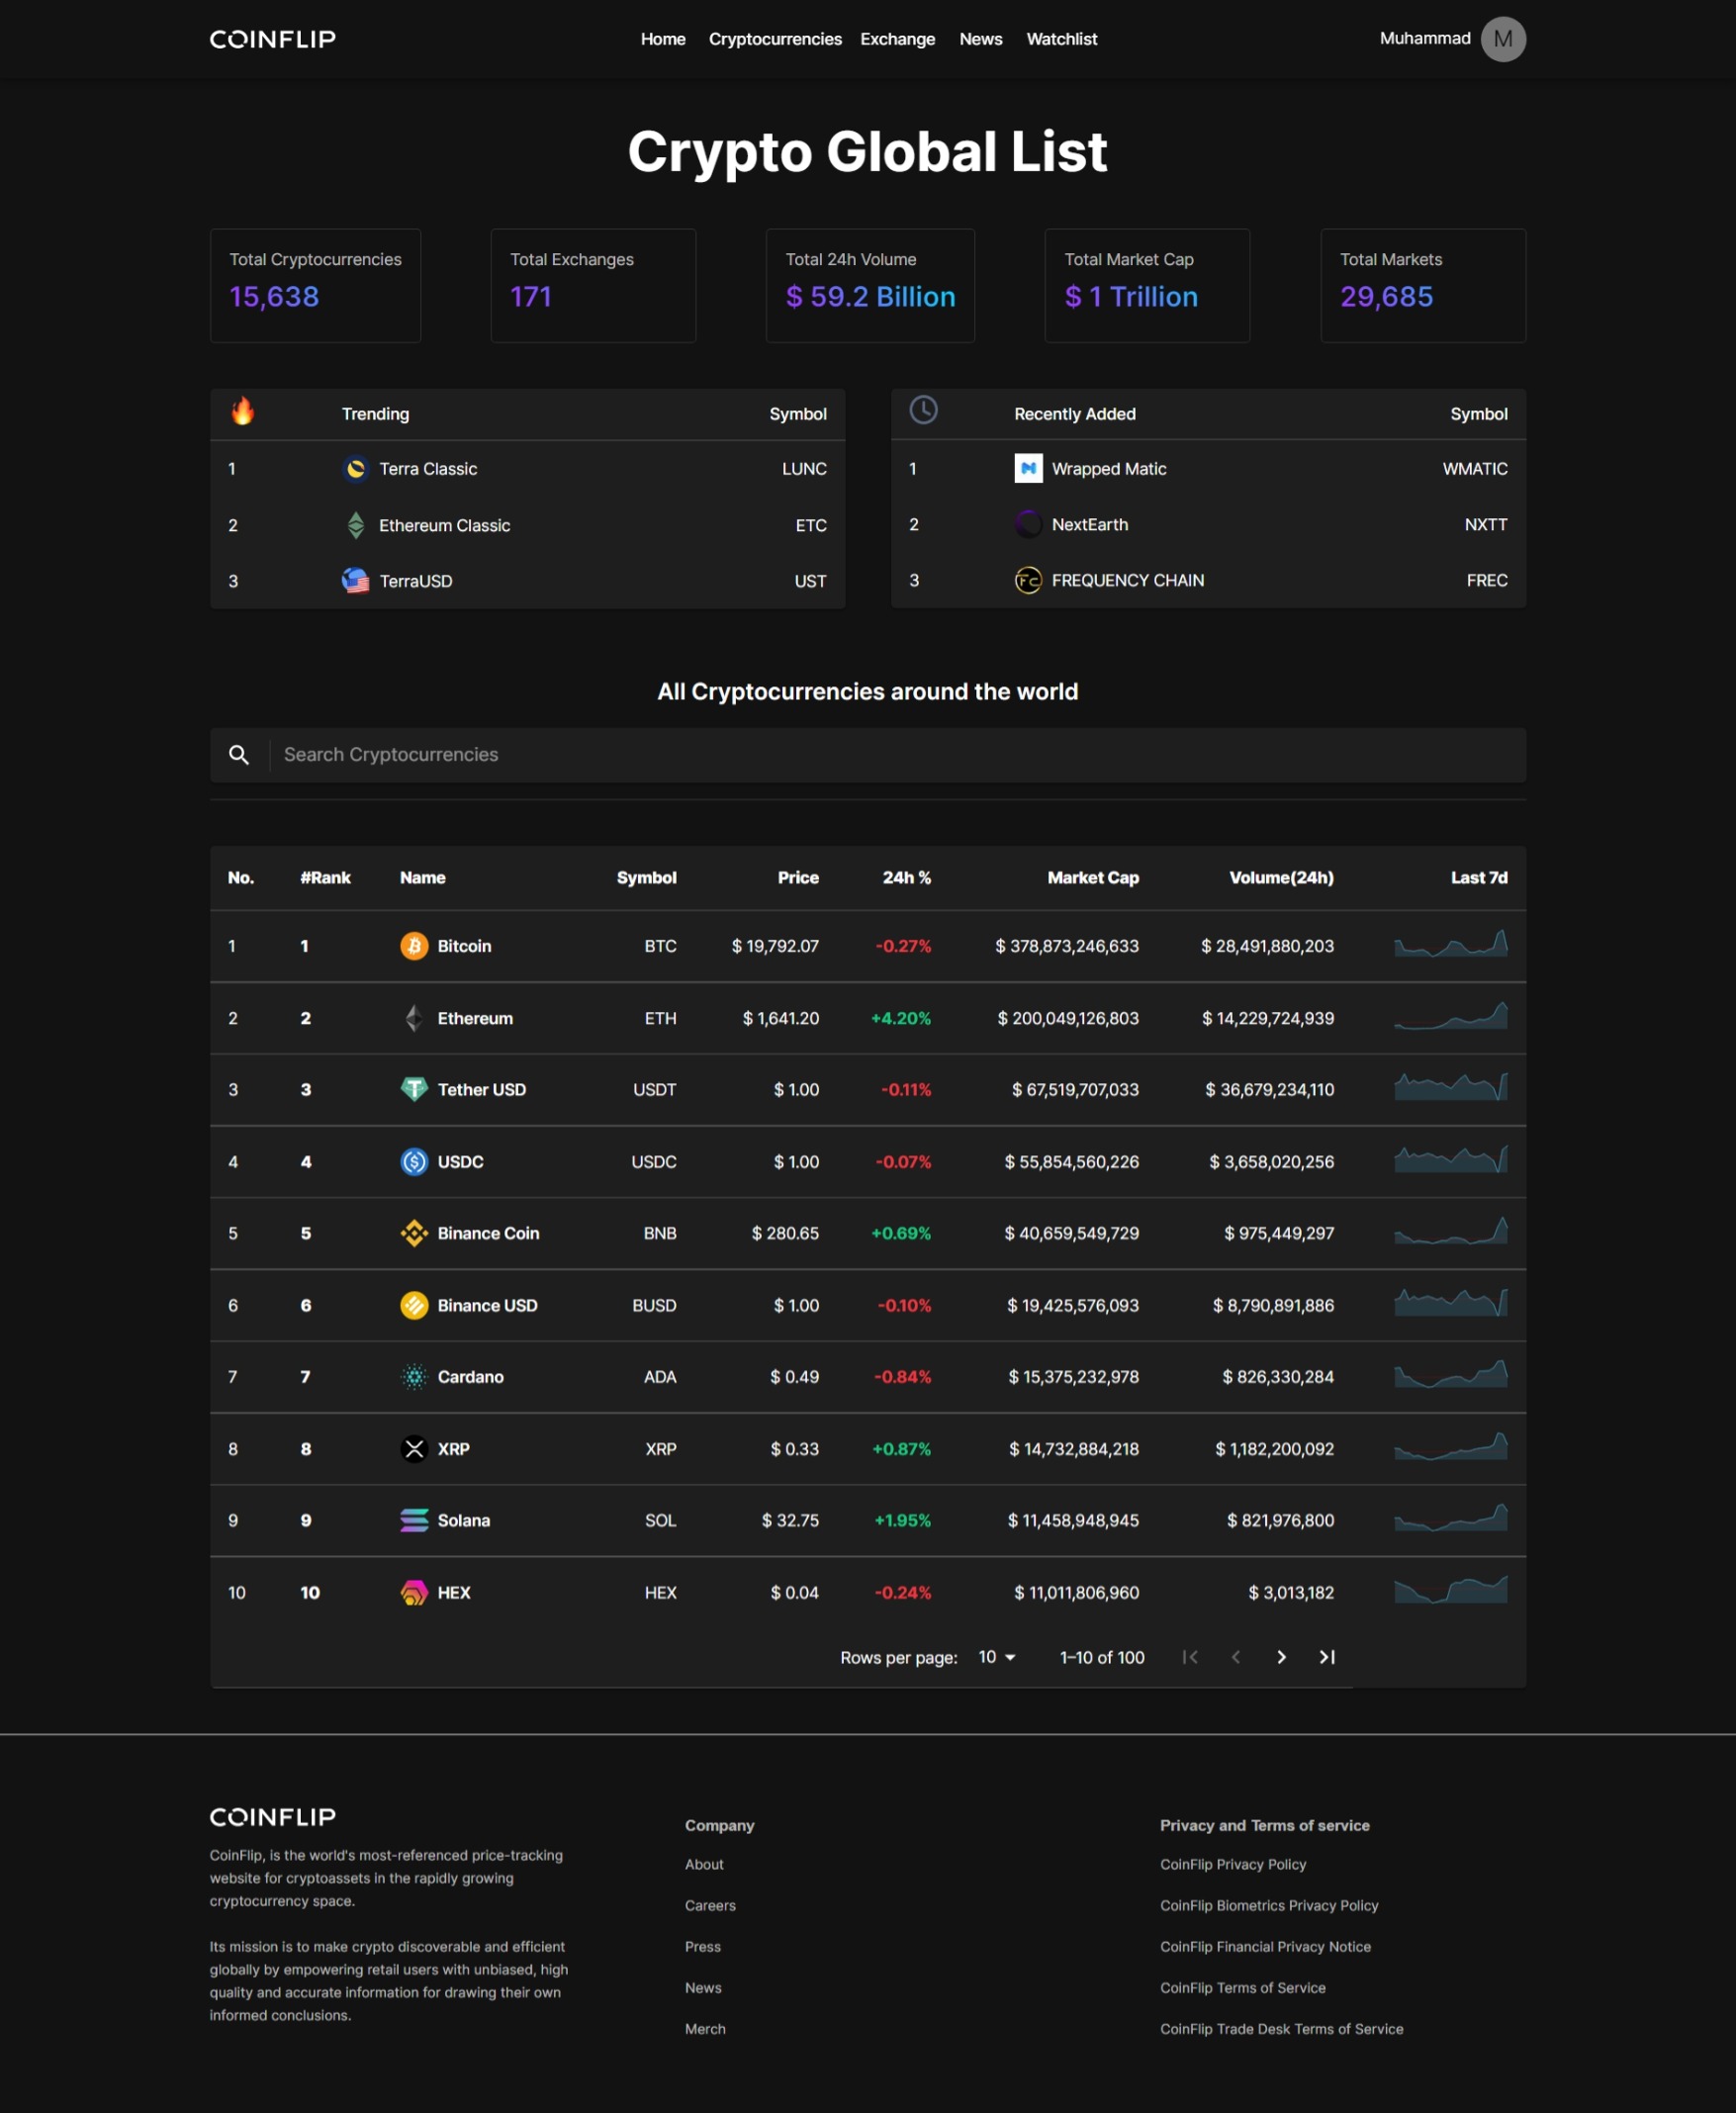 COINFLIP
Home Cryptocurrencies Exchange News Watchlist
Muhammad M
Crypto Global List
Total Cryptocurrencies
15,638
Total Exchanges
171
Total 24h Volume
$ 59.2 Billion
Total Market Cap
$ 1 Trillion
Total Markets
29,685
Trending Symbol
1 Terra Classic LUNC
2 Ethereum Classic ETC
3 TerraUSD UST
Recently Added Symbol
1 Wrapped Matic WMATIC
2 NextEarth NXTT
3 FREQUENCY CHAIN FREC
All Cryptocurrencies around the world
Search Cryptocurrencies
No. #Rank Name Symbol Price 24h % Market Cap Volume(24h) Last 7d
1 1 Bitcoin BTC $ 19,792.07 -0.27% $ 378,873,246,633 $ 28,491,880,203
2 2 Ethereum ETH $ 1,641.20 +4.20% $ 200,049,126,803 $ 14,229,724,939
3 3 Tether USD USDT $ 1.00 -0.11% $ 67,519,707,033 $ 36,679,234,110
4 4 USDC USDC $ 1.00 -0.07% $ 55,854,560,226 $ 3,658,020,256
5 5 Binance Coin BNB $ 280.65 +0.69% $ 40,659,549,729 $ 975,449,297
6 6 Binance USD BUSD $ 1.00 -0.10% $ 19,425,576,093 $ 8,790,891,886
7 7 Cardano ADA $ 0.49 -0.84% $ 15,375,232,978 $ 826,330,284
8 8 XRP XRP $ 0.33 +0.87% $ 14,732,884,218 $ 1,182,200,092
9 9 Solana SOL $ 32.75 +1.95% $ 11,458,948,945 $ 821,976,800
10 10 HEX HEX $ 0.04 -0.24% $ 11,011,806,960 $ 3,013,182
Rows per page: 10 1–10 of 100
COINFLIP
CoinFlip, is the world's most-referenced price-tracking
website for cryptoassets in the rapidly growing
cryptocurrency space.
Its mission is to make crypto discoverable and efficient
globally by empowering retail users with unbiased, high
quality and accurate information for drawing their own
informed conclusions.
Company
About
Careers
Press
News
Merch
Privacy and Terms of service
CoinFlip Privacy Policy
CoinFlip Biometrics Privacy Policy
CoinFlip Financial Privacy Notice
CoinFlip Terms of Service
CoinFlip Trade Desk Terms of Service